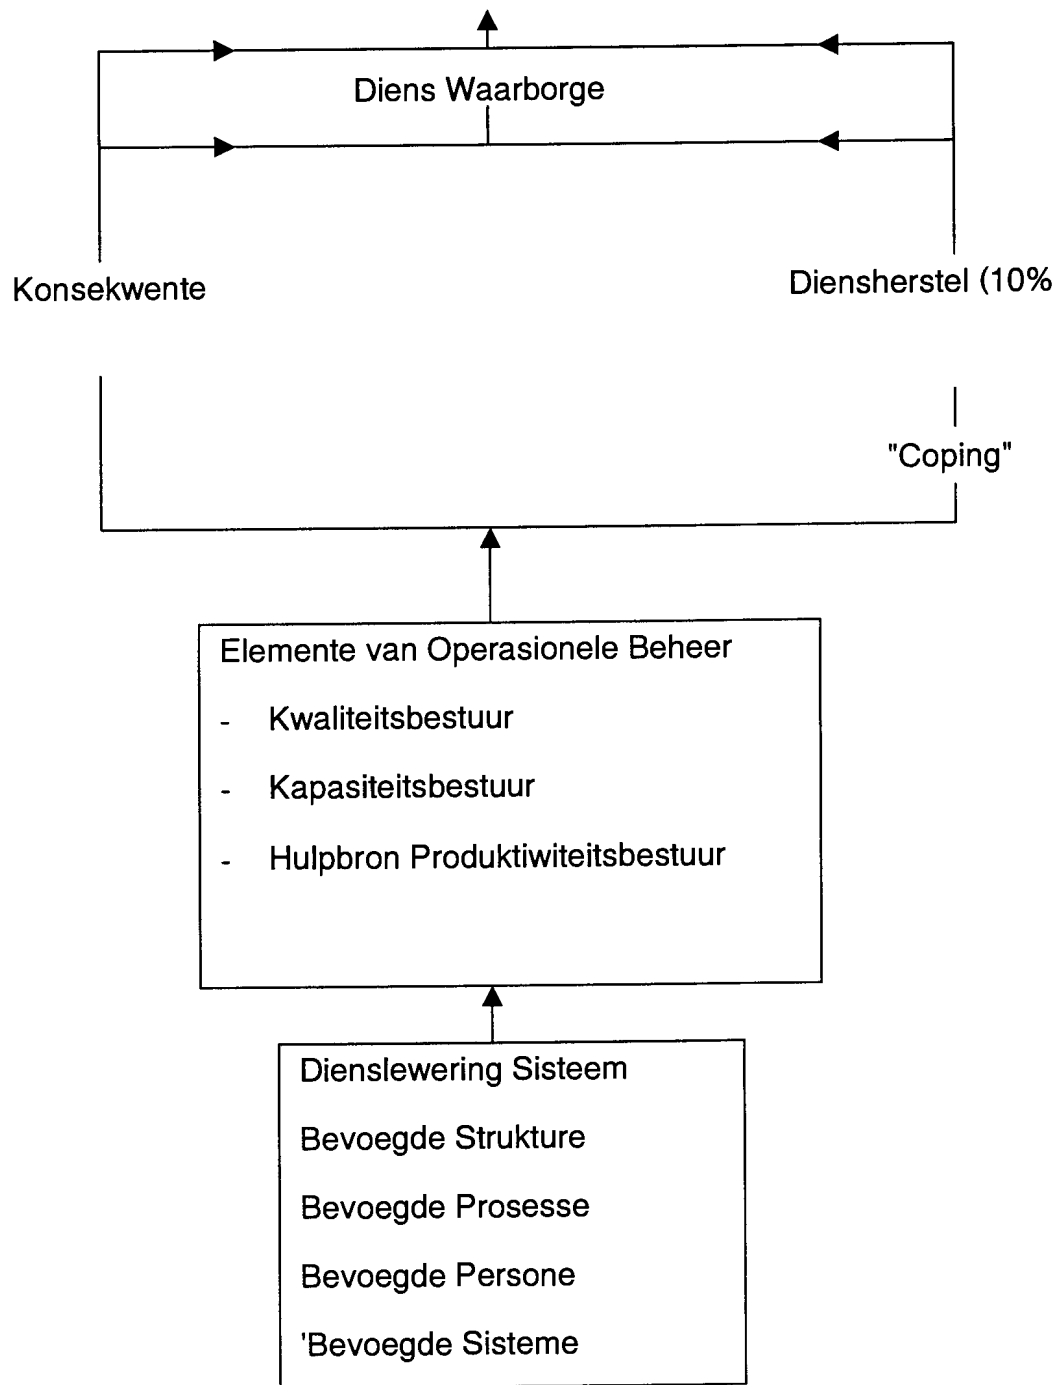 Diens Waarborge
Konsekwente
Diensherstel (10%
"Coping"
Elemente van Operasionele Beheer
- Kwaliteitsbestuur
- Kapasiteitsbestuur
- Hulpbron Produktiwiteitsbestuur
Dienslewering Sisteem
Bevoegde Strukture
Bevoegde Prosesse
Bevoegde Persone
'Bevoegde Sisteme